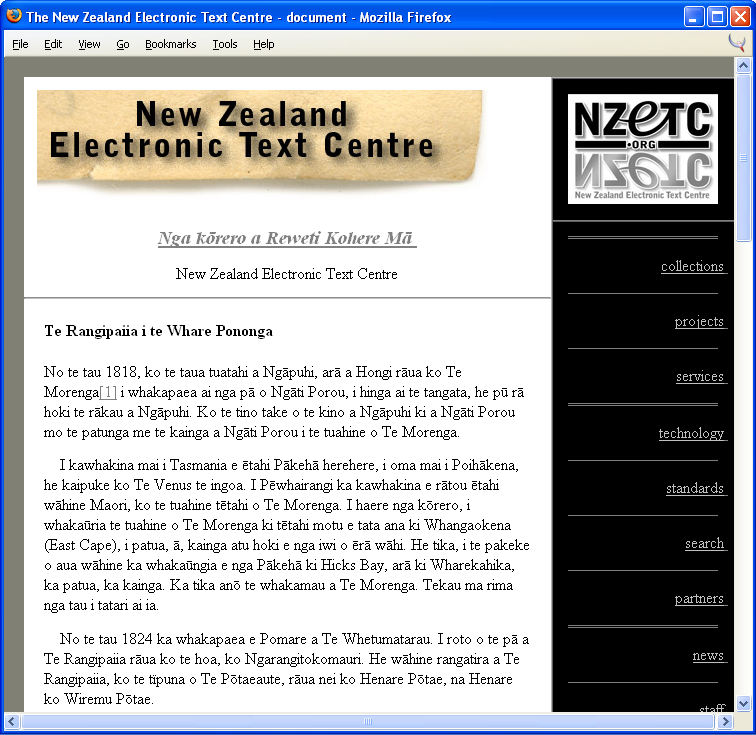 The New Zealand Electronic Text Centre - document - Mozilla Firefox
File Edit View Go Bookmarks Tools Help
New Zealand
Electronic Text Centre
NZeTC
.ORG
New Zealand Electronic Text Centre
Nga kōrero a Reweti Kohere Mā
New Zealand Electronic Text Centre
Te Rangipaiia i te Whare Pononga
No te tau 1818, ko te taua tuatahi a Ngāpuhi, arā a Hongi rāua ko Te
Morenga[1] i whakapaea ai nga pā o Ngāti Porou, i hinga ai te tangata, he pū rā
hoki te rākau a Ngāpuhi. Ko te tino take o te kino a Ngāpuhi ki a Ngāti Porou
mo te patunga me te kainga a Ngāti Porou i te tuahine o Te Morenga.
I kawhakina mai i Tasmania e ētahi Pākehā herehere, i oma mai i Poihākena,
he kaipuke ko Te Venus te ingoa. I Pēwhairangi ka kawhakina e rātou ētahi
wāhine Maori, ko te tuahine tētahi o Te Morenga. I haere nga kōrero, i
whakaūria te tuahine o Te Morenga ki tētahi motu e tata ana ki Whangaokena
(East Cape), i patua, ā, kainga atu hoki e nga iwi o ērā wāhi. He tika, i te pakeke
o aua wāhine ka whakaūngia e nga Pākehā ki Hicks Bay, arā ki Wharekahika,
ka patua, ka kainga. Ka tika anō te whakamau a Te Morenga. Tekau ma rima
nga tau i tatari ai ia.
No te tau 1824 ka whakapaea e Pomare a Te Whetumatarau. I roto o te pā a
Te Rangipaiia rāua ko te hoa, ko Ngarangitokomauri. He wāhine rangatira a Te
Rangipaiia, ko te tipuna o Te Pōtaeaute, rāua nei ko Henare Pōtae, na Henare
ko Wiremu Pōtae.
collections
projects
services
technology
standards
search
partners
news
staff